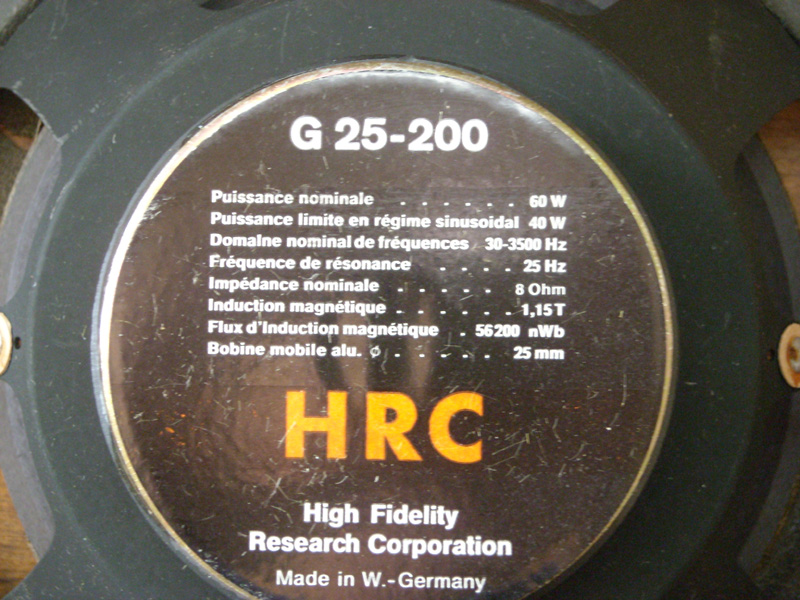 G 25-200
Puissance nominale . . . . . . 60 W
Puissance limite en régime sinusoidal 40 W
Domaine nominal de fréquences 30-3500 Hz
Fréquence de résonance . . . . . 25 Hz
Impédance nominale . . . . . . 8 Ohm
Induction magnétique . . . . . . 1,15 T
Flux d'Induction magnétique . 56200 nWb
Bobine mobile alu. ø . . . . . . 25 mm
HRC
High Fidelity
Research Corporation
Made in W.-Germany